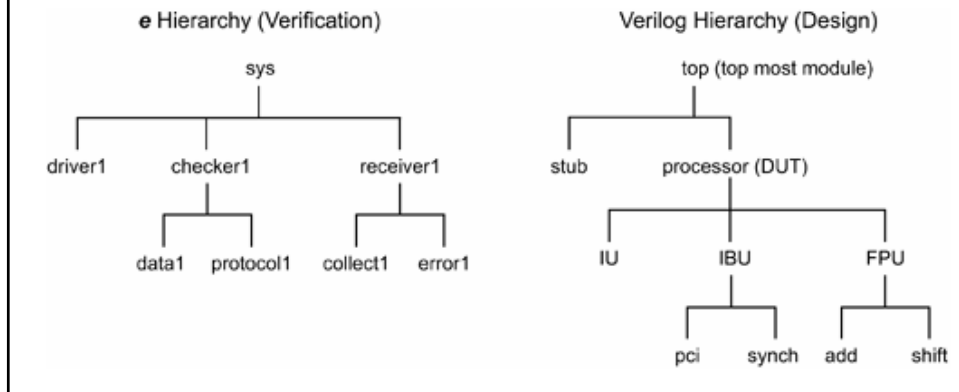 e Hierarchy (Verification) Verilog Hierarchy (Design)
sys top (top most module)
driver1 checker1 receiver1 stub processor (DUT)
data1 protocol1 collect1 error1 IU IBU FPU
pci synch add shift